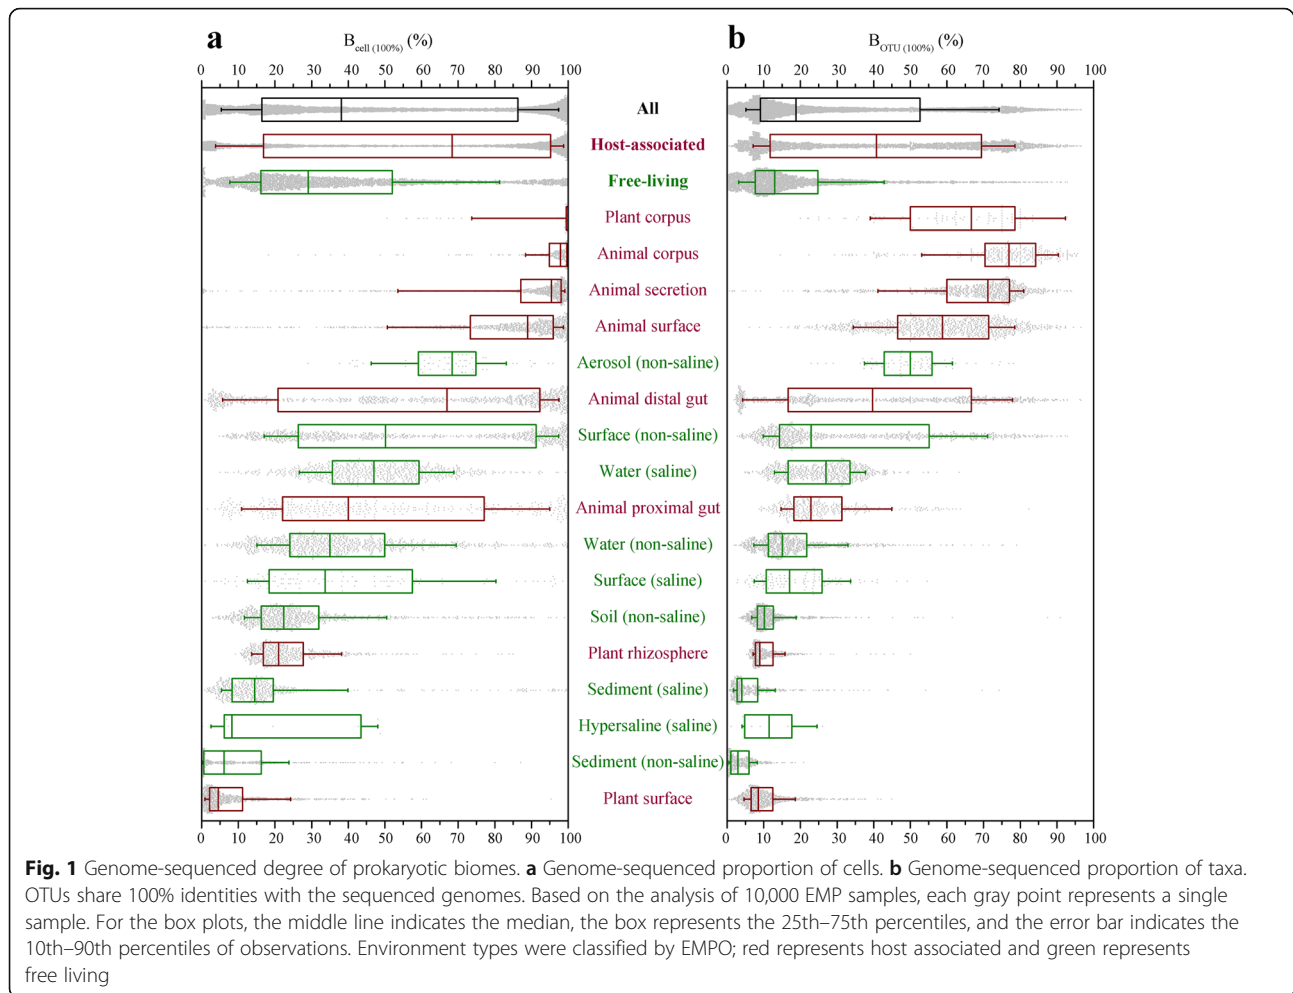 a B_cell (100%) (%) b B_OTU (100%) (%)
0 10 20 30 40 50 60 70 80 90 100 0 10 20 30 40 50 60 70 80 90 100
All
Host-associated
Free-living
Plant corpus
Animal corpus
Animal secretion
Animal surface
Aerosol (non-saline)
Animal distal gut
Surface (non-saline)
Water (saline)
Animal proximal gut
Water (non-saline)
Surface (saline)
Soil (non-saline)
Plant rhizosphere
Sediment (saline)
Hypersaline (saline)
Sediment (non-saline)
Plant surface
0 10 20 30 40 50 60 70 80 90 100 0 10 20 30 40 50 60 70 80 90 100
Fig. 1 Genome-sequenced degree of prokaryotic biomes. a Genome-sequenced proportion of cells. b Genome-sequenced proportion of taxa.
OTUs share 100% identities with the sequenced genomes. Based on the analysis of 10,000 EMP samples, each gray point represents a single
sample. For the box plots, the middle line indicates the median, the box represents the 25th–75th percentiles, and the error bar indicates the
10th–90th percentiles of observations. Environment types were classified by EMPO; red represents host associated and green represents
free living